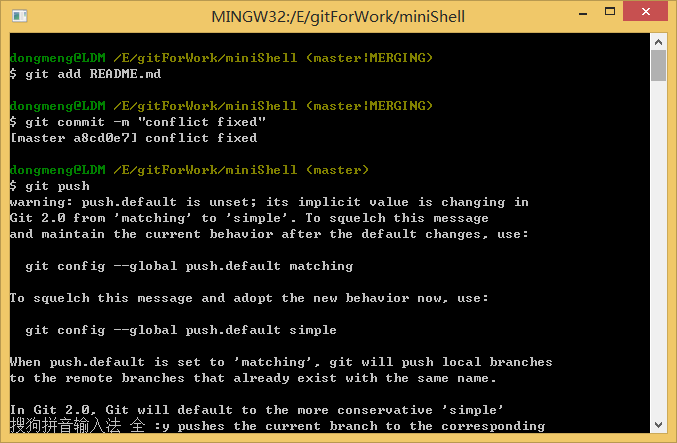 MINGW32:/E/gitForWork/miniShell
dongmeng@LDM /E/gitForWork/miniShell (master|MERGING)
$ git add README.md
dongmeng@LDM /E/gitForWork/miniShell (master|MERGING)
$ git commit -m "conflict fixed"
[master a8cd0e7] conflict fixed
dongmeng@LDM /E/gitForWork/miniShell (master)
$ git push
warning: push.default is unset; its implicit value is changing in
Git 2.0 from 'matching' to 'simple'. To squelch this message
and maintain the current behavior after the default changes, use:
git config --global push.default matching
To squelch this message and adopt the new behavior now, use:
git config --global push.default simple
When push.default is set to 'matching', git will push local branches
to the remote branches that already exist with the same name.
In Git 2.0, Git will default to the more conservative 'simple'
搜狗拼音输入法 全 :y pushes the current branch to the corresponding